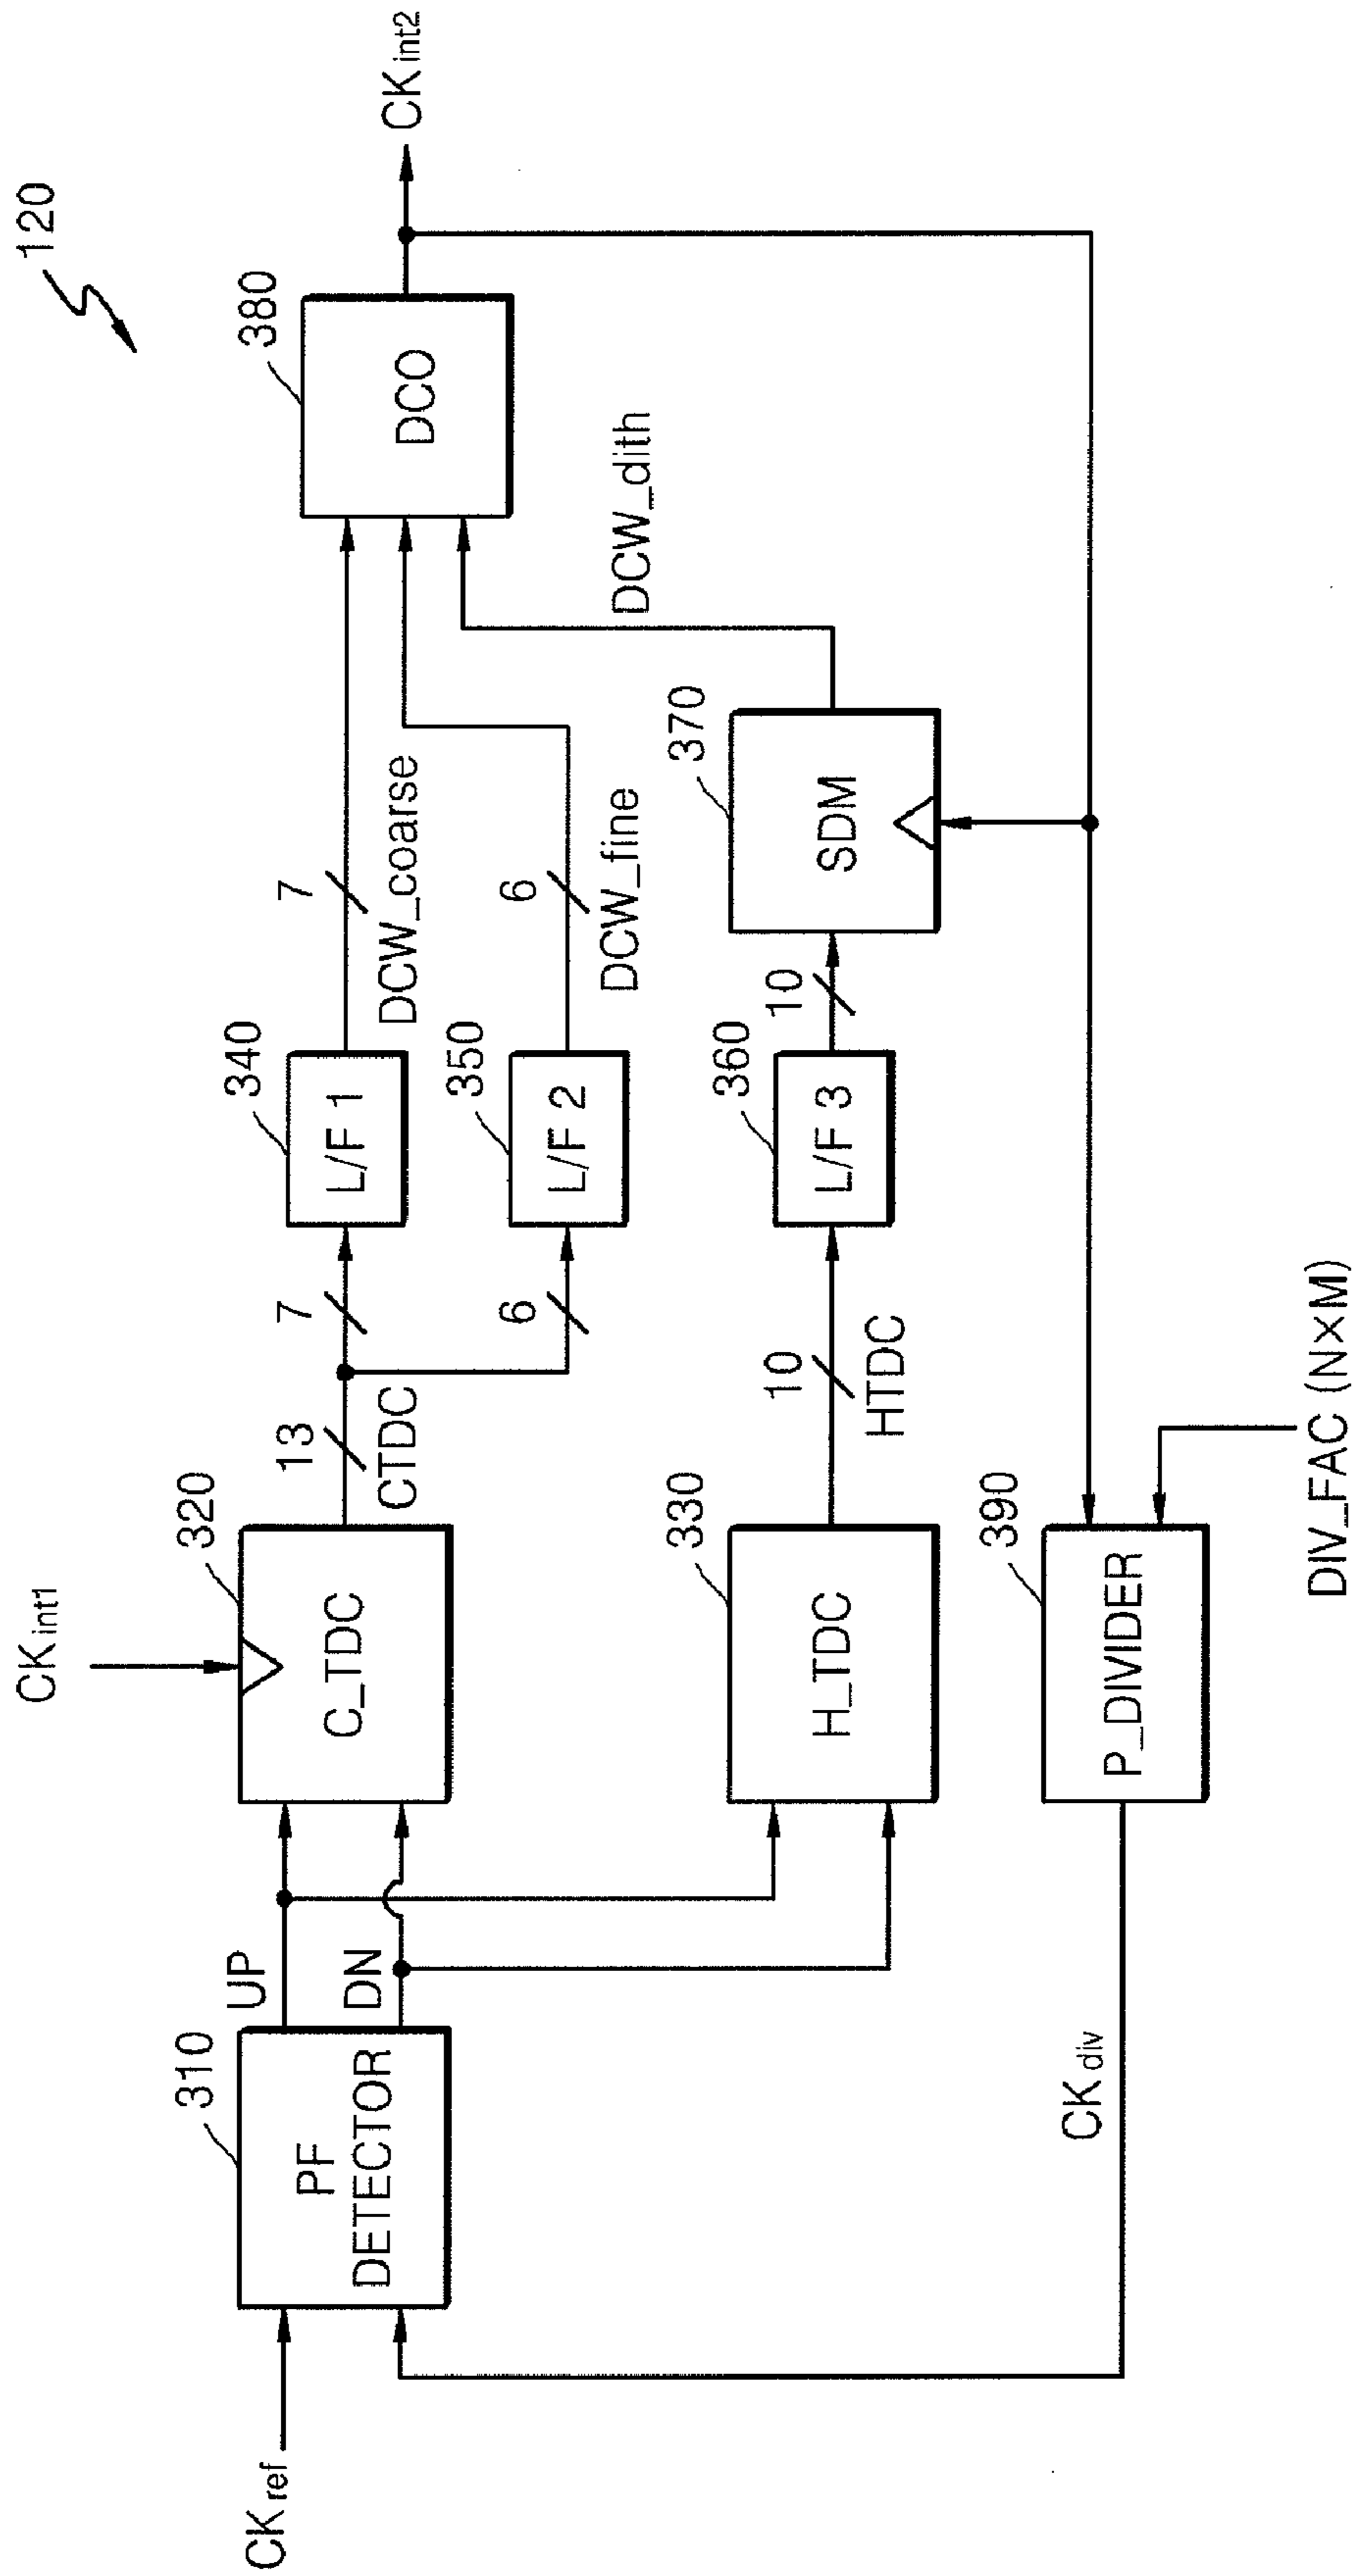 120
CKint1
CKref
310
PF
DETECTOR
UP
DN
320
C_TDC
13
CTDC
7
6
340
L/F 1
7
DCW_coarse
350
L/F 2
6
DCW_fine
380
DCO
CKint2
330
H_TDC
10
HTDC
360
L/F 3
10
370
SDM
DCW_dith
390
P_DIVIDER
CKdiv
DIV_FAC (N×M)